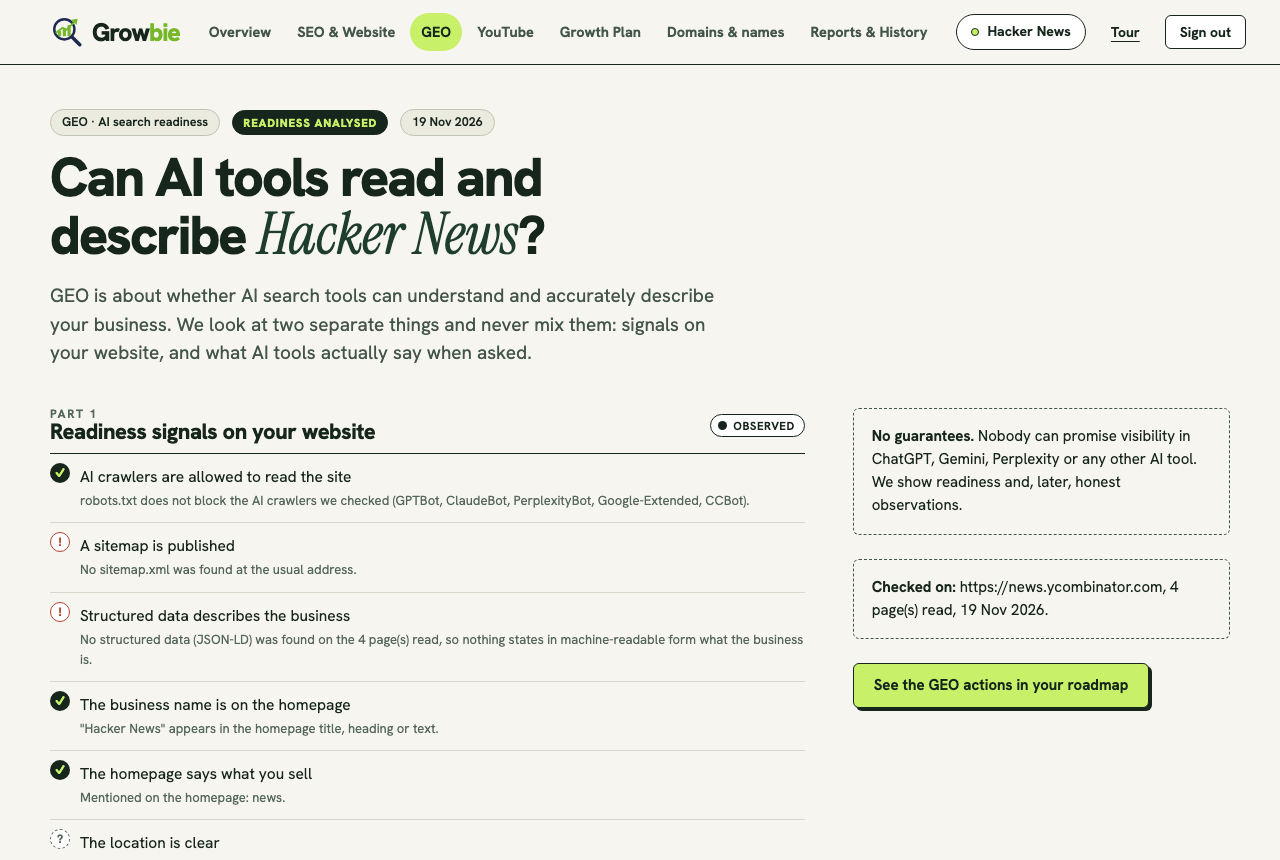 Growbie
Overview
SEO & Website
GEO
YouTube
Growth Plan
Domains & names
Reports & History
Hacker News
Tour
Sign out
GEO · AI search readiness
READINESS ANALYSED
19 Nov 2026
Can AI tools read and
describe Hacker News?
GEO is about whether AI search tools can understand and accurately describe
your business. We look at two separate things and never mix them: signals on
your website, and what AI tools actually say when asked.
PART 1
Readiness signals on your website
OBSERVED
AI crawlers are allowed to read the site
robots.txt does not block the AI crawlers we checked (GPTBot, ClaudeBot, PerplexityBot, Google-Extended, CCBot).
!
A sitemap is published
No sitemap.xml was found at the usual address.
!
Structured data describes the business
No structured data (JSON-LD) was found on the 4 page(s) read, so nothing states in machine-readable form what the business
is.
The business name is on the homepage
"Hacker News" appears in the homepage title, heading or text.
The homepage says what you sell
Mentioned on the homepage: news.
?
The location is clear
No guarantees. Nobody can promise visibility in
ChatGPT, Gemini, Perplexity or any other AI tool.
We show readiness and, later, honest
observations.
Checked on: https://news.ycombinator.com, 4
page(s) read, 19 Nov 2026.
See the GEO actions in your roadmap